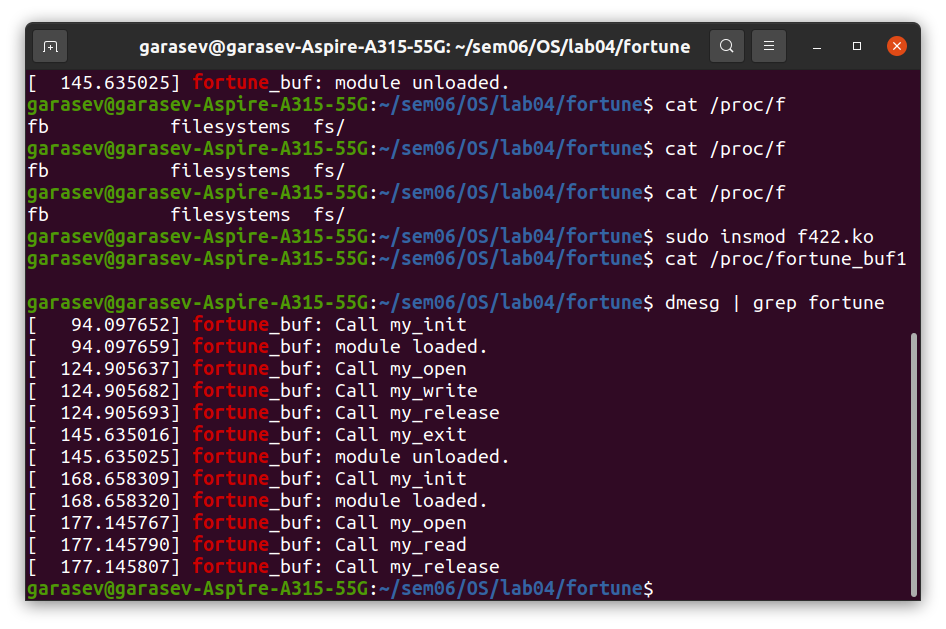 garasev@garasev-Aspire-A315-55G: ~/sem06/OS/lab04/fortune
[  145.635025] fortune_buf: module unloaded.
garasev@garasev-Aspire-A315-55G:~/sem06/OS/lab04/fortune$ cat /proc/f
fb           filesystems  fs/
garasev@garasev-Aspire-A315-55G:~/sem06/OS/lab04/fortune$ cat /proc/f
fb           filesystems  fs/
garasev@garasev-Aspire-A315-55G:~/sem06/OS/lab04/fortune$ cat /proc/f
fb           filesystems  fs/
garasev@garasev-Aspire-A315-55G:~/sem06/OS/lab04/fortune$ sudo insmod f422.ko
garasev@garasev-Aspire-A315-55G:~/sem06/OS/lab04/fortune$ cat /proc/fortune_buf1
garasev@garasev-Aspire-A315-55G:~/sem06/OS/lab04/fortune$ dmesg | grep fortune
[   94.097652] fortune_buf: Call my_init
[   94.097659] fortune_buf: module loaded.
[  124.905637] fortune_buf: Call my_open
[  124.905682] fortune_buf: Call my_write
[  124.905693] fortune_buf: Call my_release
[  145.635016] fortune_buf: Call my_exit
[  145.635025] fortune_buf: module unloaded.
[  168.658309] fortune_buf: Call my_init
[  168.658320] fortune_buf: module loaded.
[  177.145767] fortune_buf: Call my_open
[  177.145790] fortune_buf: Call my_read
[  177.145807] fortune_buf: Call my_release
garasev@garasev-Aspire-A315-55G:~/sem06/OS/lab04/fortune$